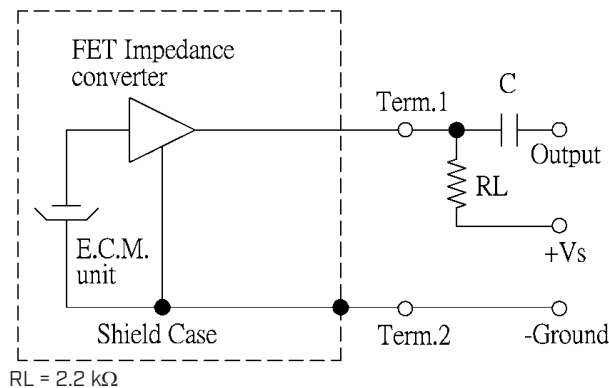 FET Impedance
converter
Term.1
C
Output
RL
+Vs
E.C.M.
unit
Shield Case
Term.2
-Ground
RL = 2.2 kΩ